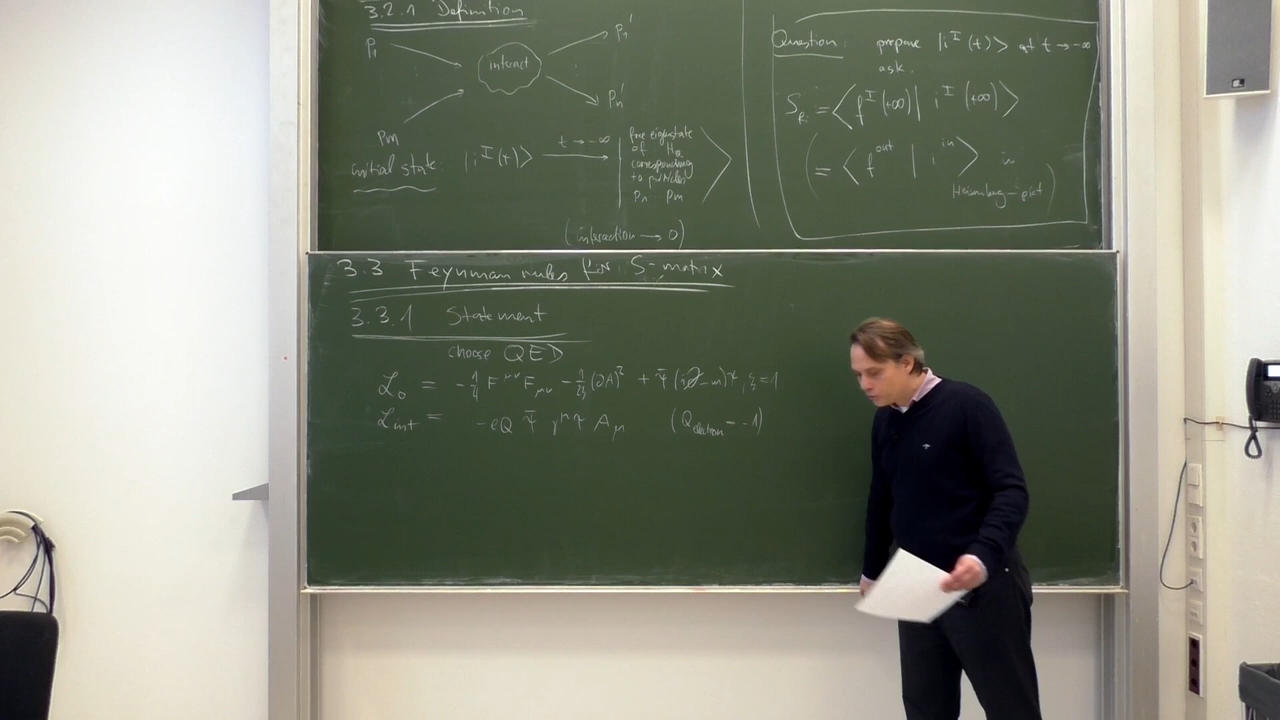 3.2.1 Definition
p₁
interact
p₁'
pₘ
pₙ'
initial state: |i^I(t)> —t→-∞→ | free eigenstate of H₀ corresponding to particles p₁ pₘ >
(interaction → 0)
Question: prepare |i^I(t)> at t→-∞
ask:
S_fi = <f^I(+∞)| i^I(+∞)>
(= <f^out | i^in> in Heisenberg-pict)
3.3 Feynman rules for S-matrix
3.3.1 Statement
choose QED
ℒ₀ = -¼ F^μν F_μν - 1/2ξ (∂A)² + ψ̄(i∂̸-m)ψ, ξ=1
ℒ_int = -eQ ψ̄ γ^μ ψ A_μ (Q_electron = -1)